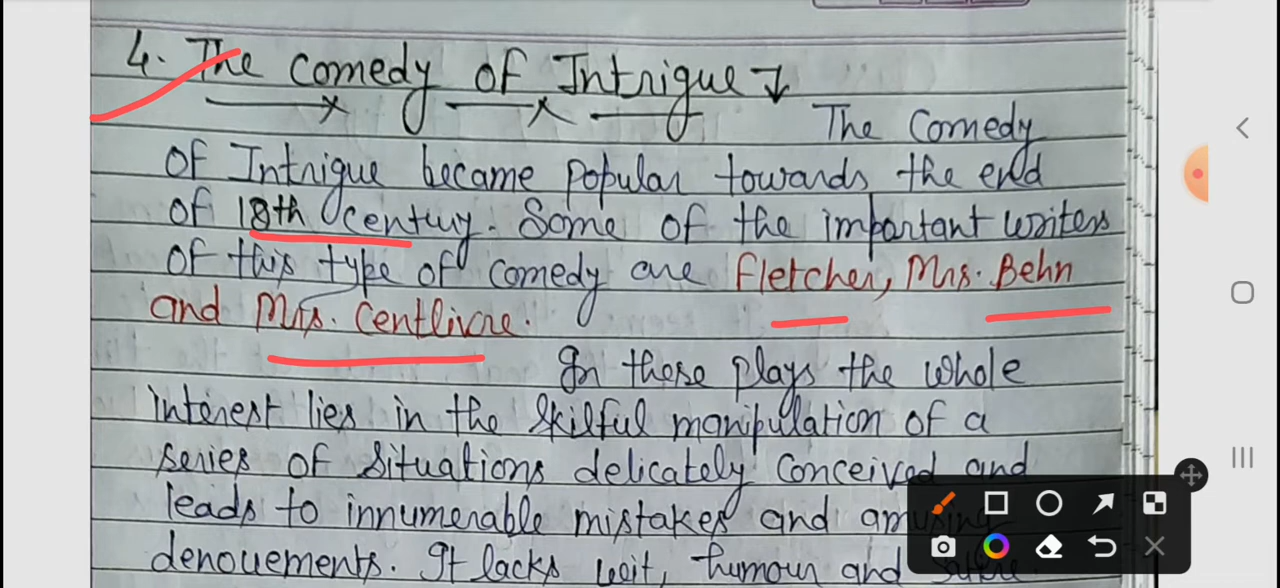 4. The Comedy of Intrigue
The Comedy
of Intrigue became popular towards the end
of 18th Century. Some of the important writers
of this type of comedy are Fletcher, Mrs. Behn
and Mrs. Centlivre.
In these plays the whole
interest lies in the skilful manipulation of a
series of situations delicately conceived and
leads to innumerable mistakes and amusing
denouements. It lacks wit, humour and satire